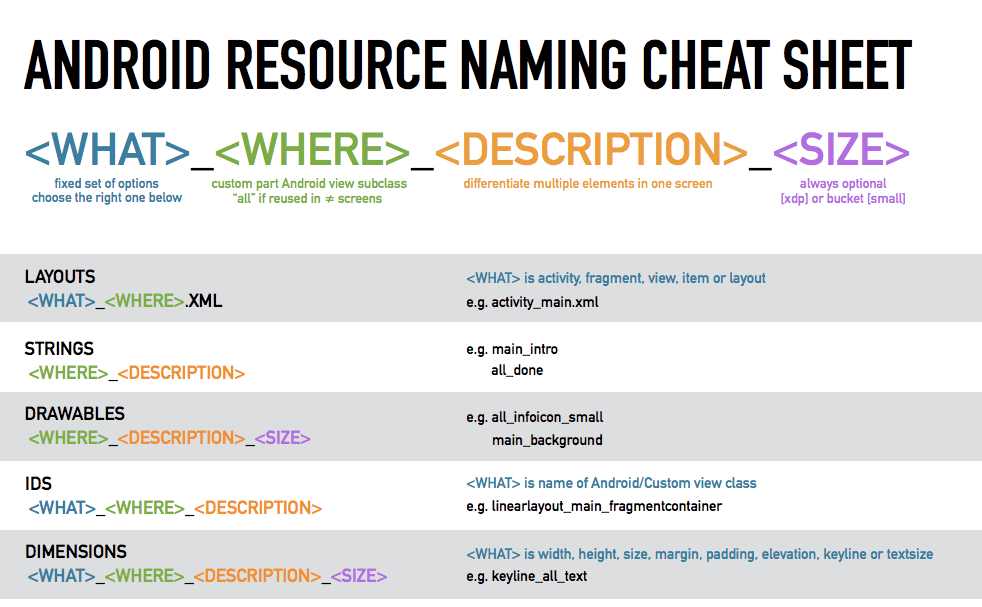 ANDROID RESOURCE NAMING CHEAT SHEET
<WHAT>_<WHERE>_<DESCRIPTION>_<SIZE>
fixed set of options
choose the right one below
custom part Android view subclass
“all” if reused in ≠ screens
differentiate multiple elements in one screen
always optional
[xdp] or bucket [small]
LAYOUTS
<WHAT>_<WHERE>.XML
<WHAT> is activity, fragment, view, item or layout
e.g. activity_main.xml
STRINGS
<WHERE>_<DESCRIPTION>
e.g. main_intro
all_done
DRAWABLES
<WHERE>_<DESCRIPTION>_<SIZE>
e.g. all_infoicon_small
main_background
IDS
<WHAT>_<WHERE>_<DESCRIPTION>
<WHAT> is name of Android/Custom view class
e.g. linearlayout_main_fragmentcontainer
DIMENSIONS
<WHAT>_<WHERE>_<DESCRIPTION>_<SIZE>
<WHAT> is width, height, size, margin, padding, elevation, keyline or textsize
e.g. keyline_all_text